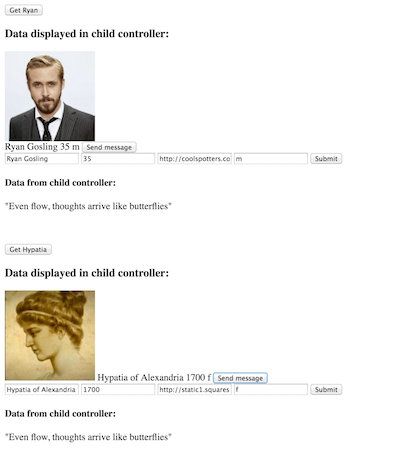 Get Ryan
Data displayed in child controller:
Ryan Gosling 35 m Send message
Ryan Gosling 35 http://coolspotters.co m Submit
Data from child controller:
"Even flow, thoughts arrive like butterflies"
Get Hypatia
Data displayed in child controller:
Hypatia of Alexandria 1700 f Send message
Hypatia of Alexandria 1700 http://static1.squares f Submit
Data from child controller:
"Even flow, thoughts arrive like butterflies"